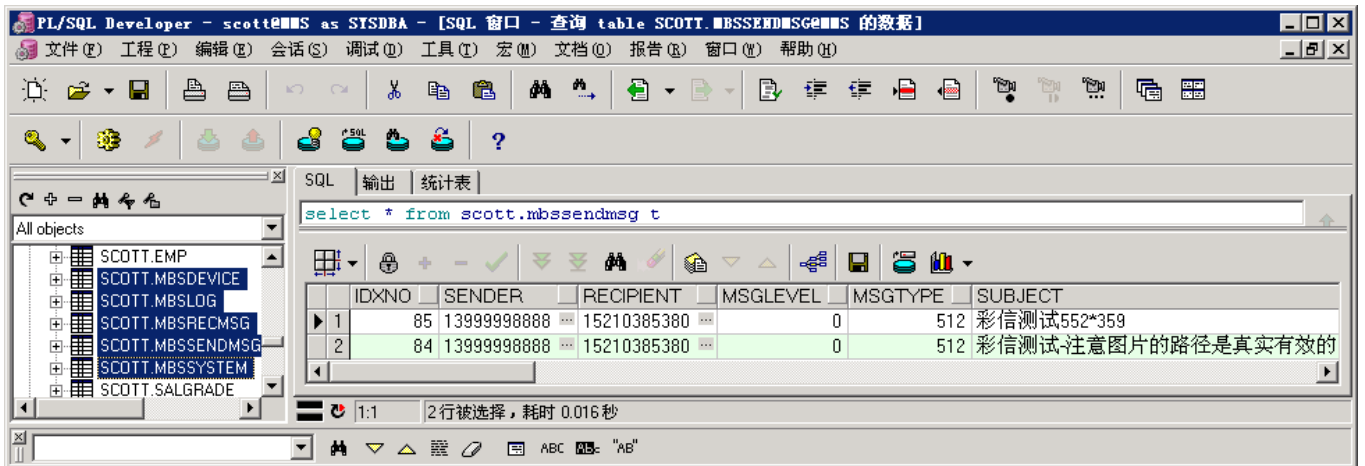 PL/SQL Developer - scott@■■S as SYSDBA - [SQL 窗口 - 查询 table SCOTT.■BSSEND■SG@■■S 的数据]
文件(F) 工程(P) 编辑(E) 会话(S) 调试(D) 工具(T) 宏(M) 文档(O) 报告(R) 窗口(W) 帮助(H)
SQL 输出 统计表
select * from scott.mbssendmsg t
All objects
SCOTT.EMP
SCOTT.MBSDEVICE
SCOTT.MBSLOG
SCOTT.MBSRECMSG
SCOTT.MBSSENDMSG
SCOTT.MBSSYSTEM
SCOTT.SALGRADE
IDXNO SENDER RECIPIENT MSGLEVEL MSGTYPE SUBJECT
1 85 13999998888 ... 15210385380 ... 0 512 彩信测试552*359
2 84 13999998888 ... 15210385380 ... 0 512 彩信测试-注意图片的路径是真实有效的
1:1 2行被选择，耗时 0.016秒
ABC AB "AB"